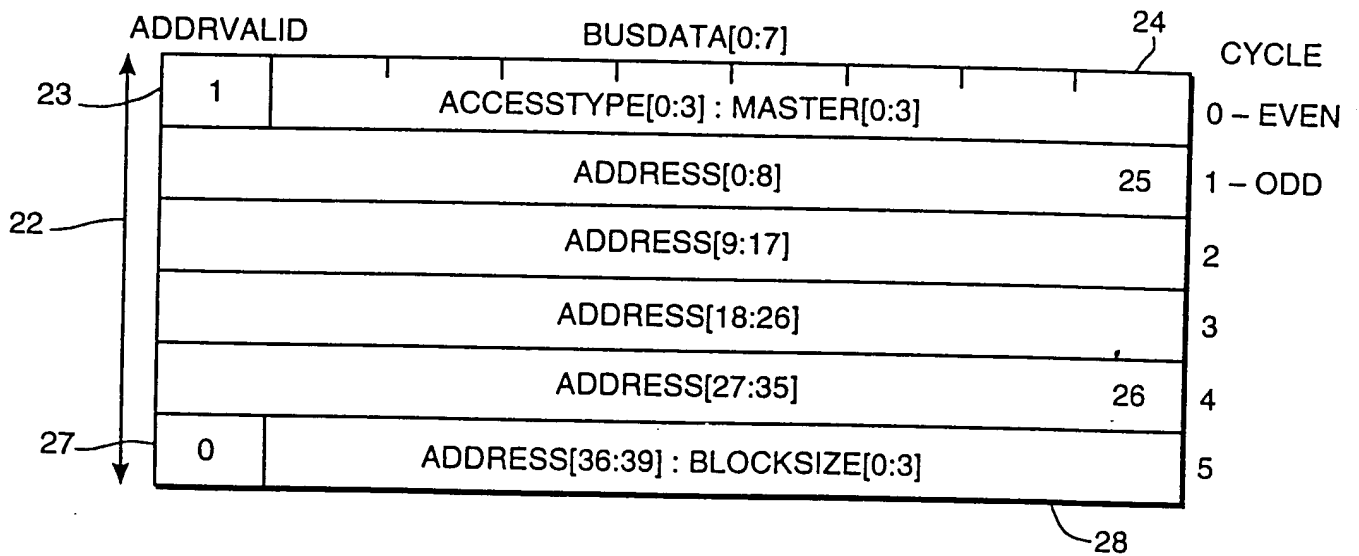 ADDRVALID BUSDATA[0:7] 24 CYCLE
23 1 ACCESSTYPE[0:3] : MASTER[0:3] 0 – EVEN
ADDRESS[0:8] 25 1 – ODD
22 ADDRESS[9:17] 2
ADDRESS[18:26] 3
ADDRESS[27:35] 26 4
27 0 ADDRESS[36:39] : BLOCKSIZE[0:3] 5
28